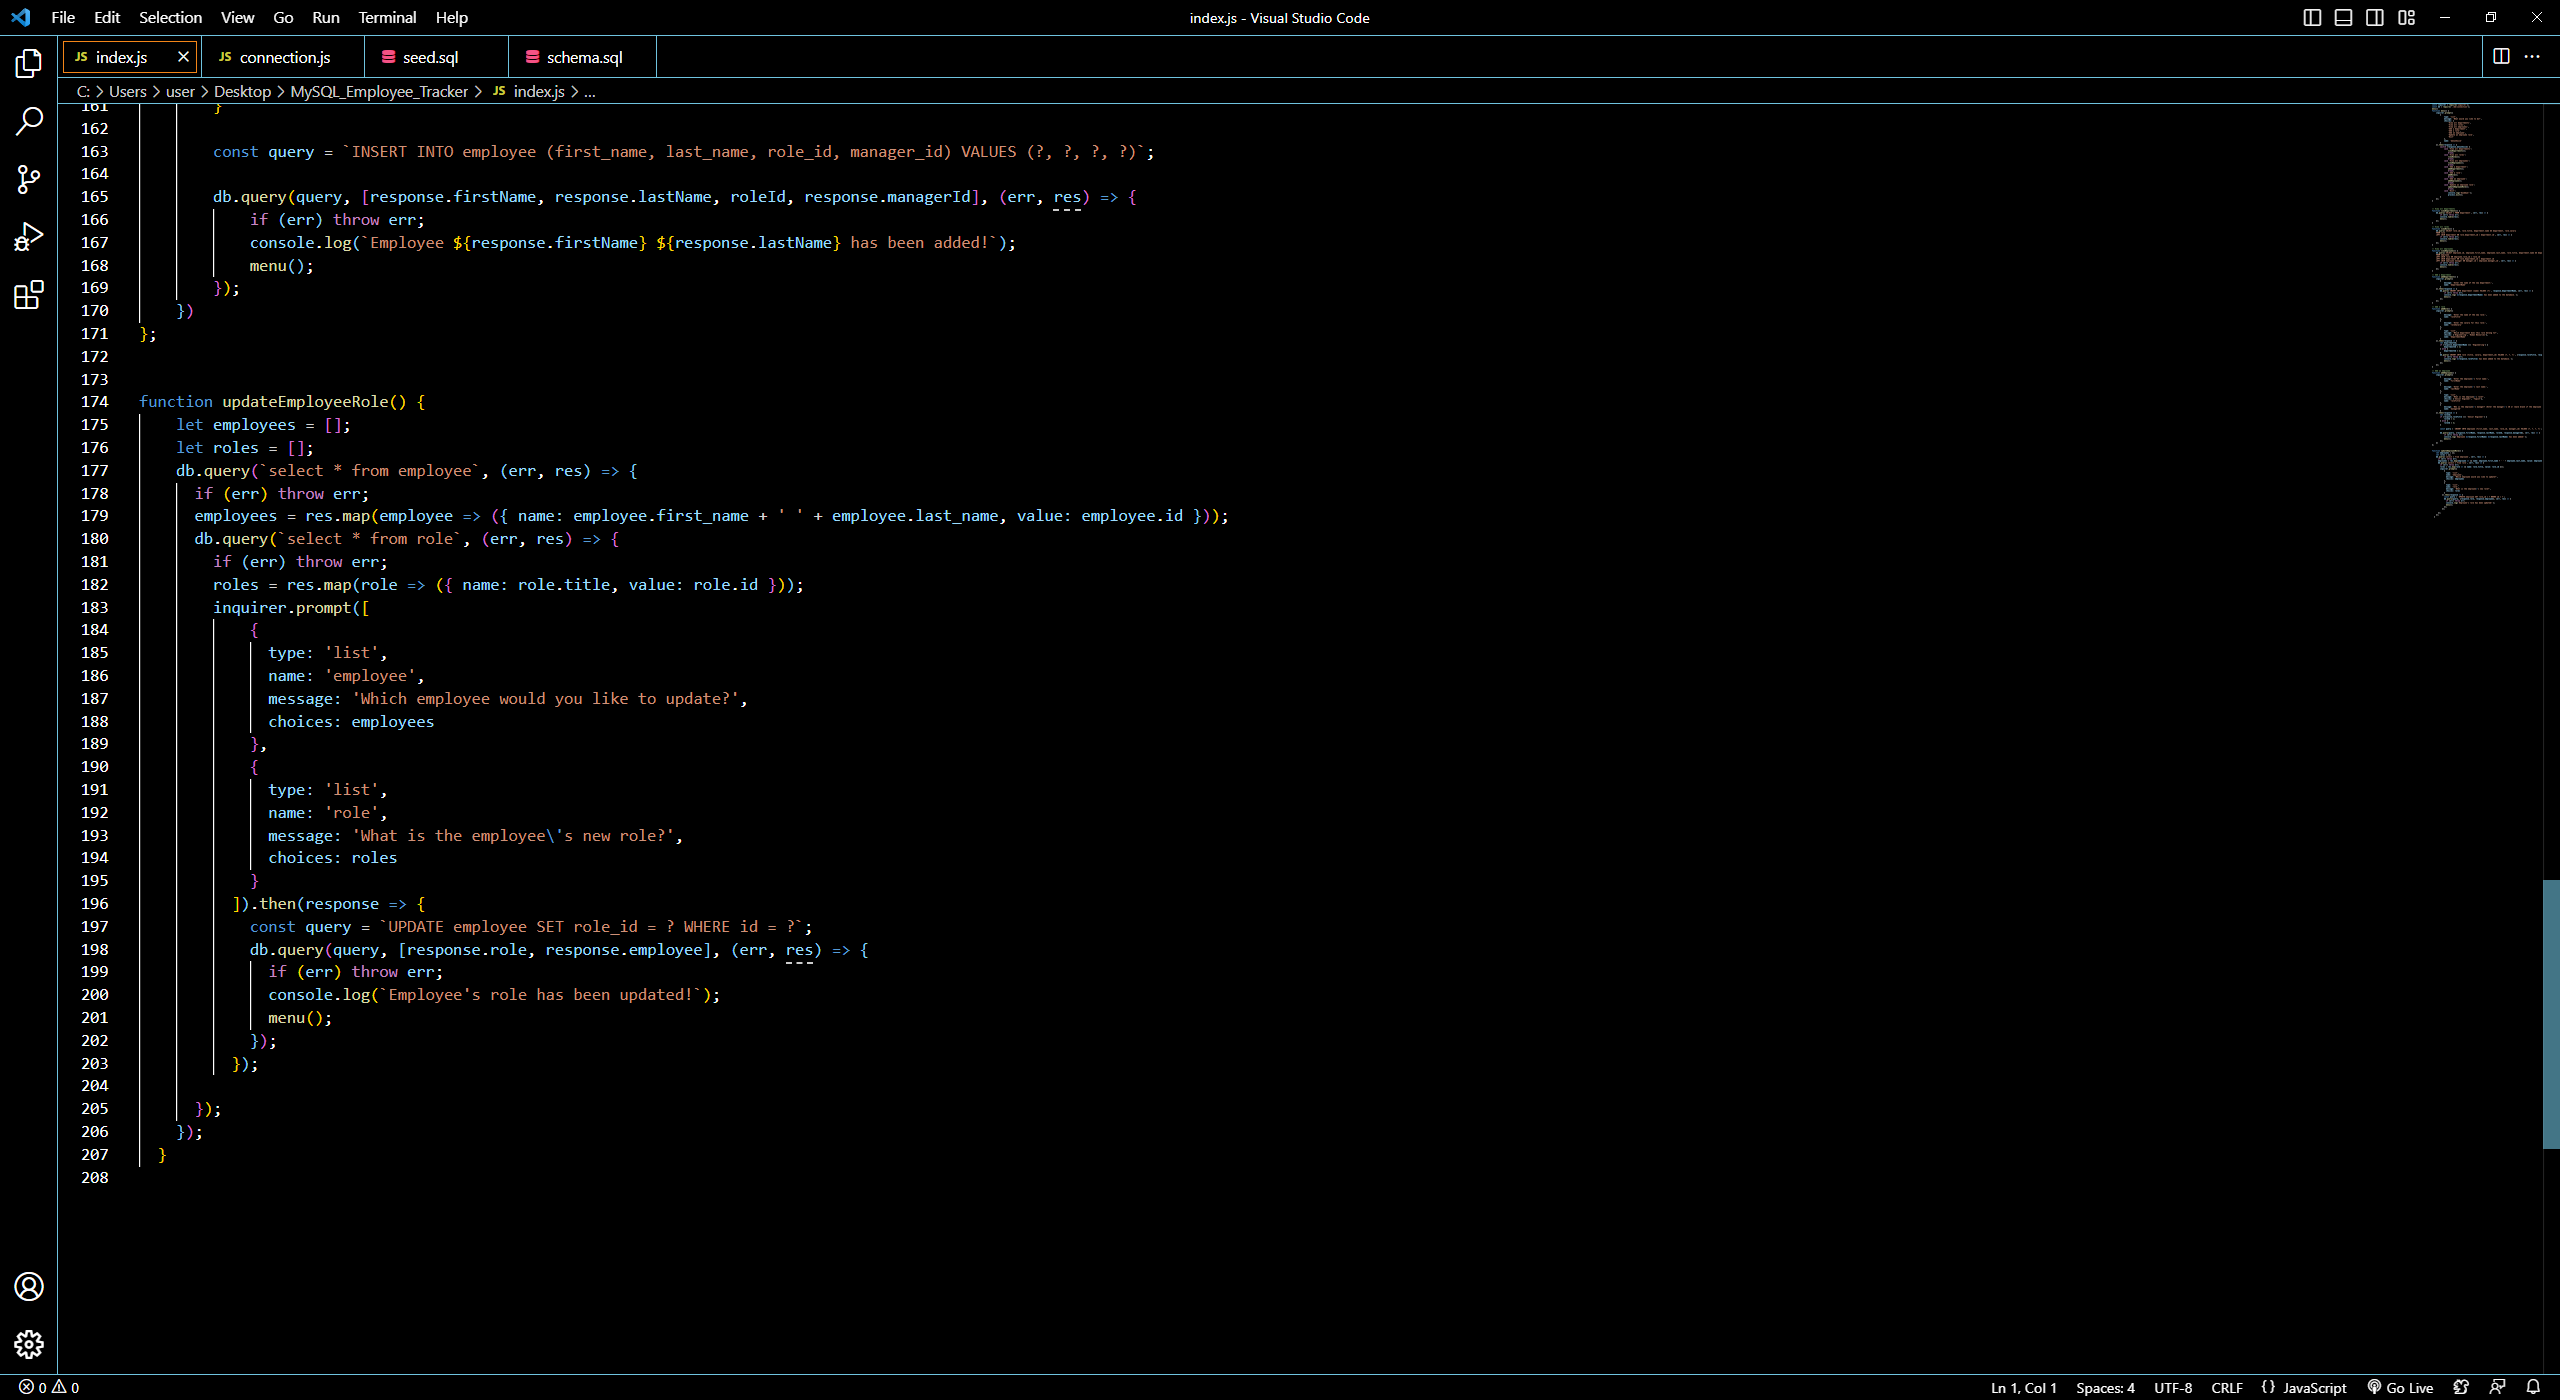 File Edit Selection View Go Run Terminal Help
index.js - Visual Studio Code
JS index.js
JS connection.js
seed.sql
schema.sql
C: > Users > user > Desktop > MySQL_Employee_Tracker > JS index.js > ...
161 }
162
163 const query = `INSERT INTO employee (first_name, last_name, role_id, manager_id) VALUES (?, ?, ?, ?)`;
164
165 db.query(query, [response.firstName, response.lastName, roleId, response.managerId], (err, res) => {
166 if (err) throw err;
167 console.log(`Employee ${response.firstName} ${response.lastName} has been added!`);
168 menu();
169 });
170 })
171 };
172
173
174 function updateEmployeeRole() {
175 let employees = [];
176 let roles = [];
177 db.query(`select * from employee`, (err, res) => {
178 if (err) throw err;
179 employees = res.map(employee => ({ name: employee.first_name + ' ' + employee.last_name, value: employee.id }));
180 db.query(`select * from role`, (err, res) => {
181 if (err) throw err;
182 roles = res.map(role => ({ name: role.title, value: role.id }));
183 inquirer.prompt([
184 {
185 type: 'list',
186 name: 'employee',
187 message: 'Which employee would you like to update?',
188 choices: employees
189 },
190 {
191 type: 'list',
192 name: 'role',
193 message: 'What is the employee\'s new role?',
194 choices: roles
195 }
196 ]).then(response => {
197 const query = `UPDATE employee SET role_id = ? WHERE id = ?`;
198 db.query(query, [response.role, response.employee], (err, res) => {
199 if (err) throw err;
200 console.log(`Employee's role has been updated!`);
201 menu();
202 });
203 });
204
205 });
206 });
207 }
208
0 0
Ln 1, Col 1 Spaces: 4 UTF-8 CRLF {} JavaScript Go Live